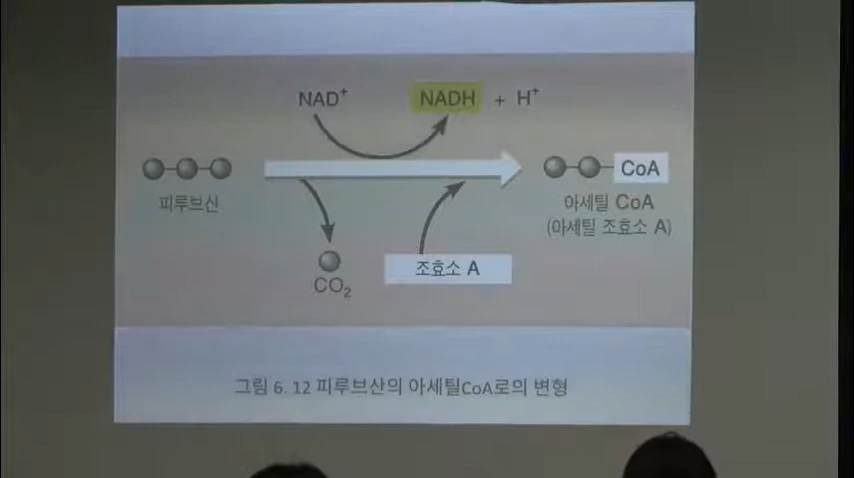 NAD⁺
NADH + H⁺
CoA
피루브산
아세틸 CoA
(아세틸 조효소 A)
조효소 A
CO₂
그림 6. 12 피루브산의 아세틸CoA로의 변형